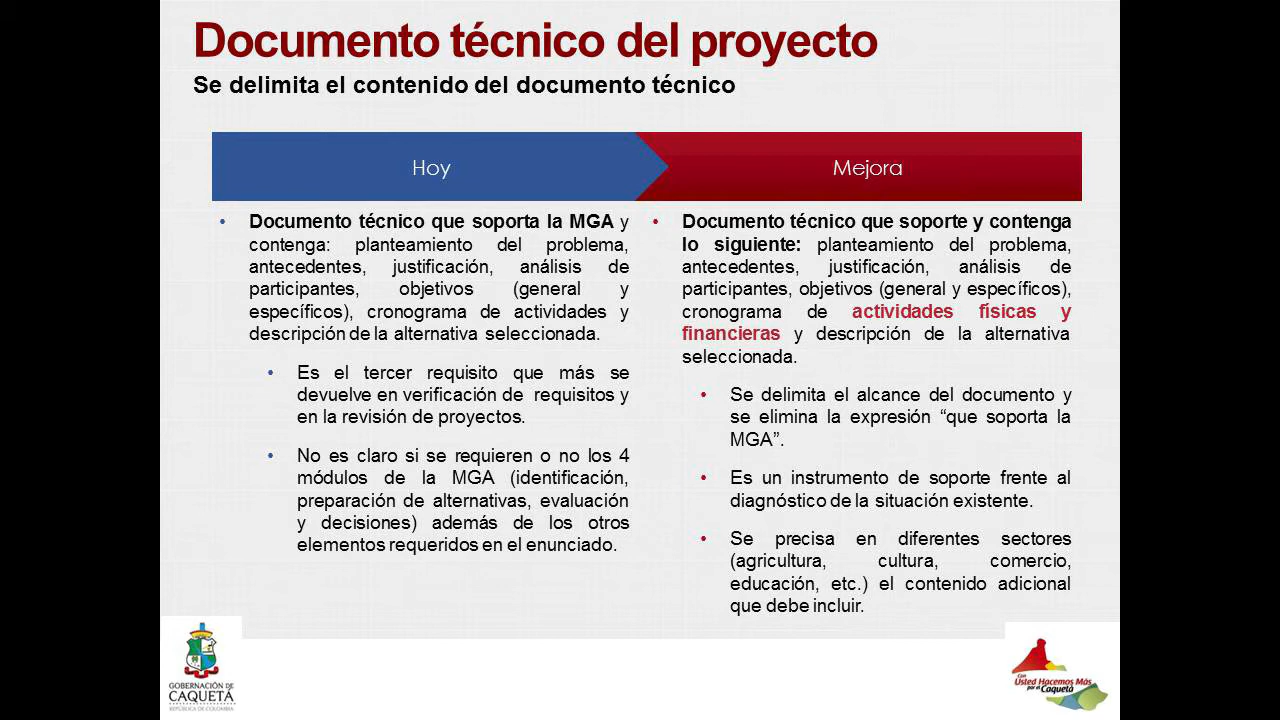 Documento técnico del proyecto
Se delimita el contenido del documento técnico
Hoy
• Documento técnico que soporta la MGA y
contenga: planteamiento del problema,
antecedentes, justificación, análisis de
participantes, objetivos (general y
específicos), cronograma de actividades y
descripción de la alternativa seleccionada.
• Es el tercer requisito que más se
devuelve en verificación de requisitos y
en la revisión de proyectos.
• No es claro si se requieren o no los 4
módulos de la MGA (identificación,
preparación de alternativas, evaluación
y decisiones) además de los otros
elementos requeridos en el enunciado.
Mejora
• Documento técnico que soporte y contenga
lo siguiente: planteamiento del problema,
antecedentes, justificación, análisis de
participantes, objetivos (general y específicos),
cronograma de actividades físicas y
financieras y descripción de la alternativa
seleccionada.
• Se delimita el alcance del documento y
se elimina la expresión “que soporta la
MGA”.
• Es un instrumento de soporte frente al
diagnóstico de la situación existente.
• Se precisa en diferentes sectores
(agricultura, cultura, comercio,
educación, etc.) el contenido adicional
que debe incluir.
GOBERNACIÓN DE
CAQUETÁ
REPÚBLICA DE COLOMBIA
Con
Usted Hacemos Más
por el Caquetá